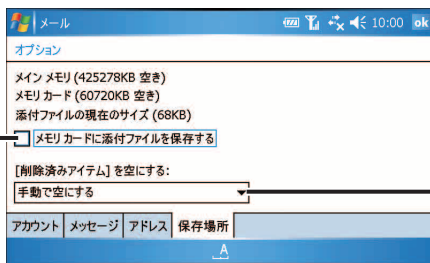 メール 10:00 ok
オプション
メイン メモリ (425278KB 空き)
メモリ カード (60720KB 空き)
添付ファイルの現在のサイズ (68KB)
メモリ カードに添付ファイルを保存する
[削除済みアイテム] を空にする:
手動で空にする
アカウント メッセージ アドレス 保存場所
A